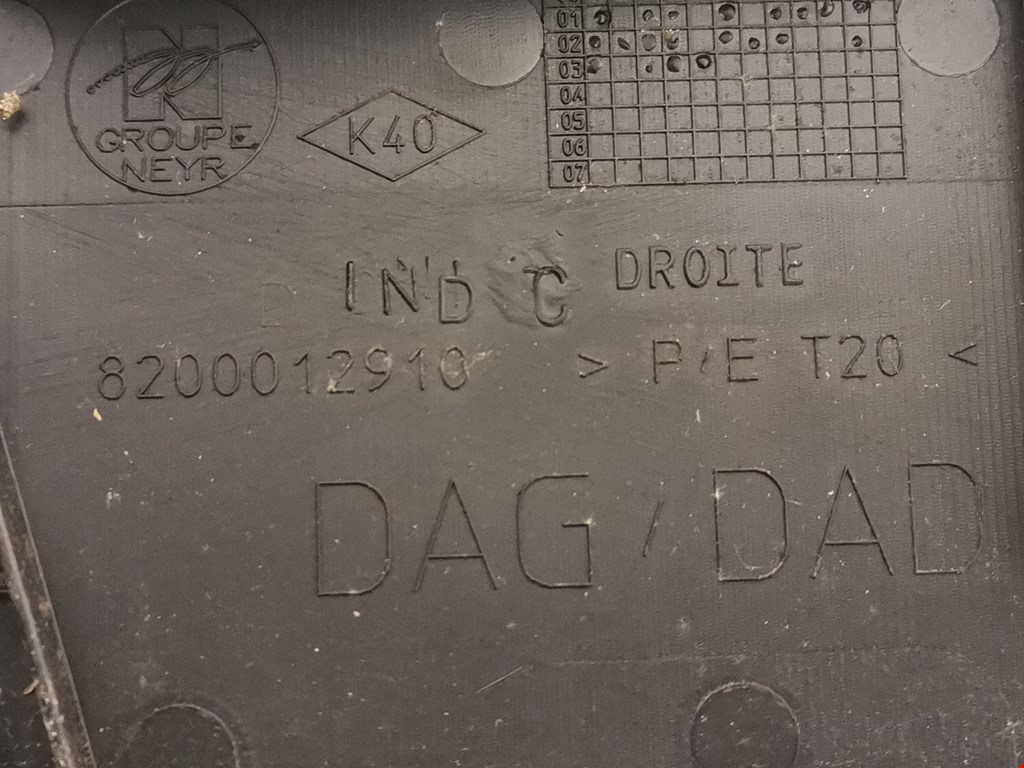 01
02
03
04
05
06
07
GROUPE
NEYR
K40
IND C DROITE
8200012910 > P/E T20 <
DAG / DAD